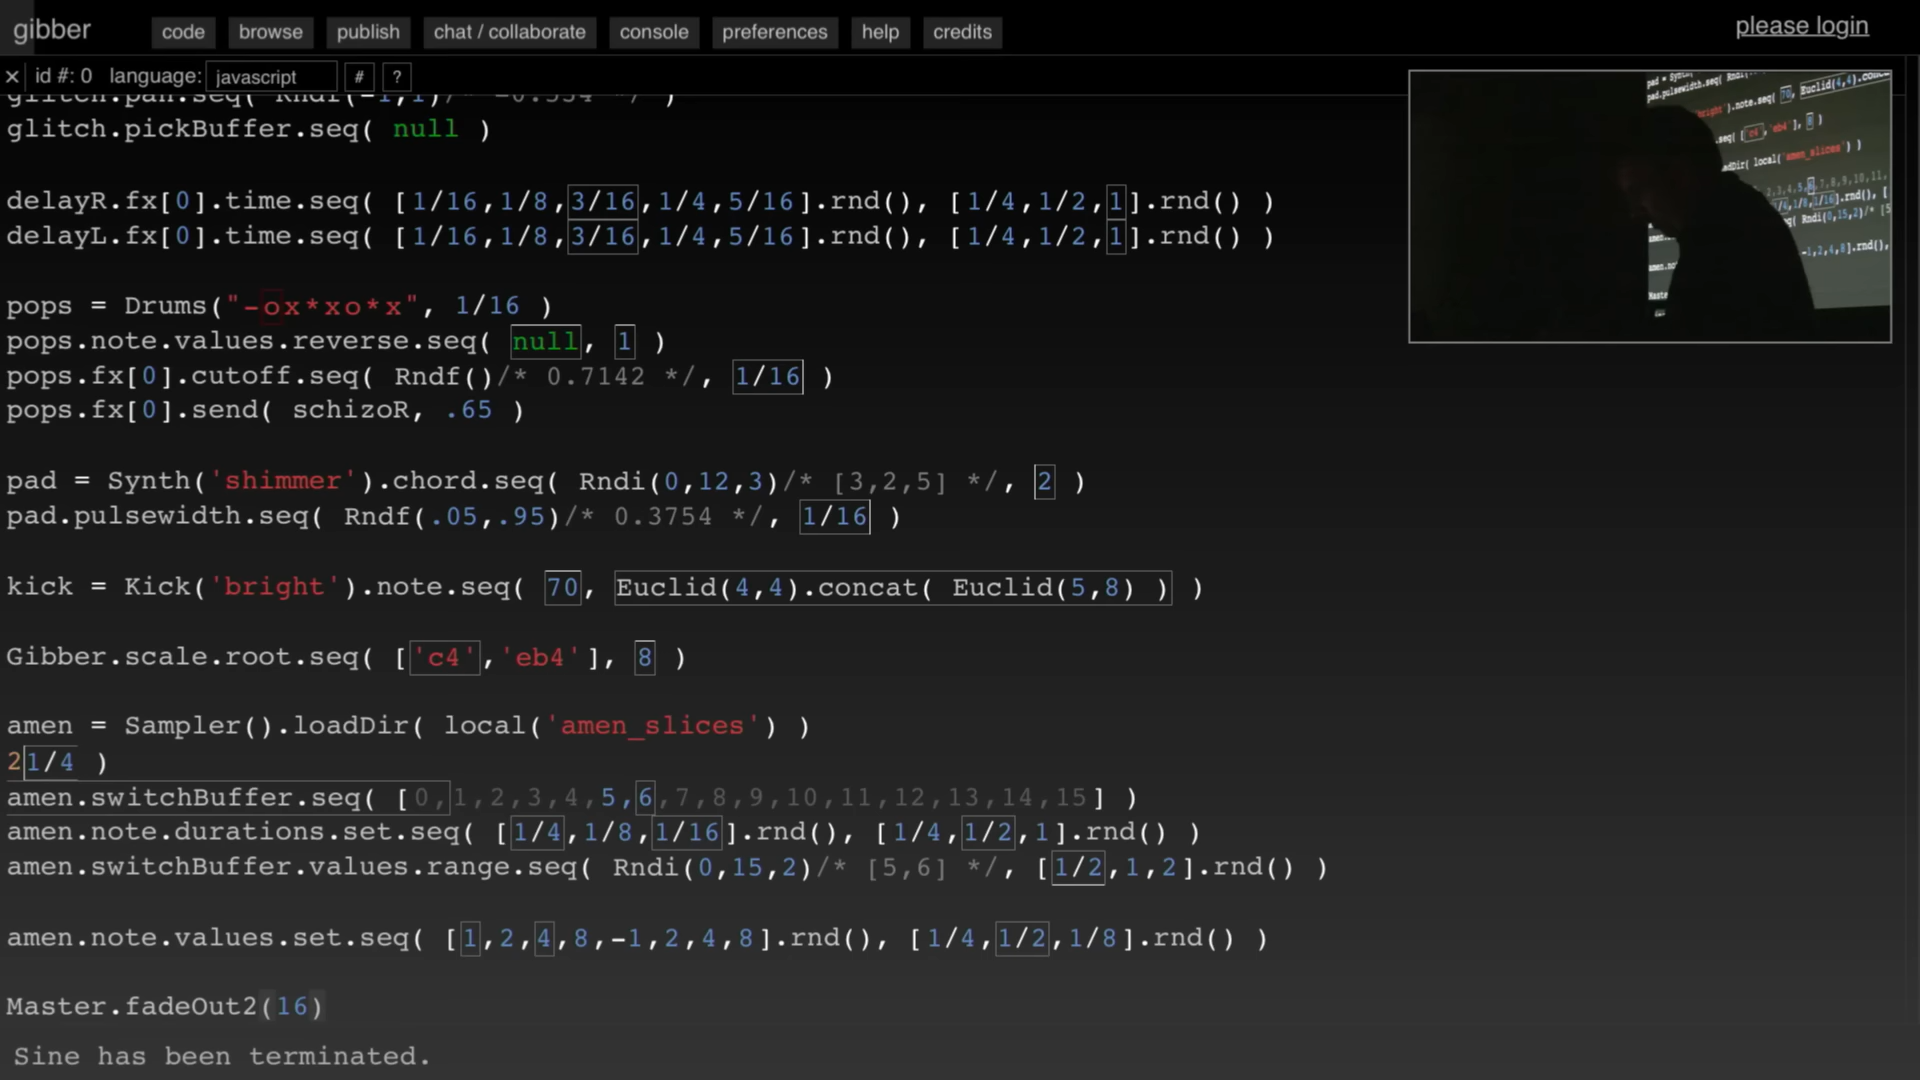 gibber code browse publish chat / collaborate console preferences help credits please login
× id #: 0 language: javascript # ?
glitch.pan.seq( Rndi(-1,1)/* -0.554 */ )
glitch.pickBuffer.seq( null )
delayR.fx[0].time.seq( [1/16,1/8,3/16,1/4,5/16].rnd(), [1/4,1/2,1].rnd() )
delayL.fx[0].time.seq( [1/16,1/8,3/16,1/4,5/16].rnd(), [1/4,1/2,1].rnd() )
pops = Drums("-ox*xo*x", 1/16 )
pops.note.values.reverse.seq( null, 1 )
pops.fx[0].cutoff.seq( Rndf()/* 0.7142 */, 1/16 )
pops.fx[0].send( schizoR, .65 )
pad = Synth('shimmer').chord.seq( Rndi(0,12,3)/* [3,2,5] */, 2 )
pad.pulsewidth.seq( Rndf(.05,.95)/* 0.3754 */, 1/16 )
kick = Kick('bright').note.seq( 70, Euclid(4,4).concat( Euclid(5,8) ) )
Gibber.scale.root.seq( ['c4','eb4'], 8 )
amen = Sampler().loadDir( local('amen_slices') )
21/4 )
amen.switchBuffer.seq( [0,1,2,3,4,5,6,7,8,9,10,11,12,13,14,15] )
amen.note.durations.set.seq( [1/4,1/8,1/16].rnd(), [1/4,1/2,1].rnd() )
amen.switchBuffer.values.range.seq( Rndi(0,15,2)/* [5,6] */, [1/2,1,2].rnd() )
amen.note.values.set.seq( [1,2,4,8,-1,2,4,8].rnd(), [1/4,1/2,1/8].rnd() )
Master.fadeOut2(16)
Sine has been terminated.